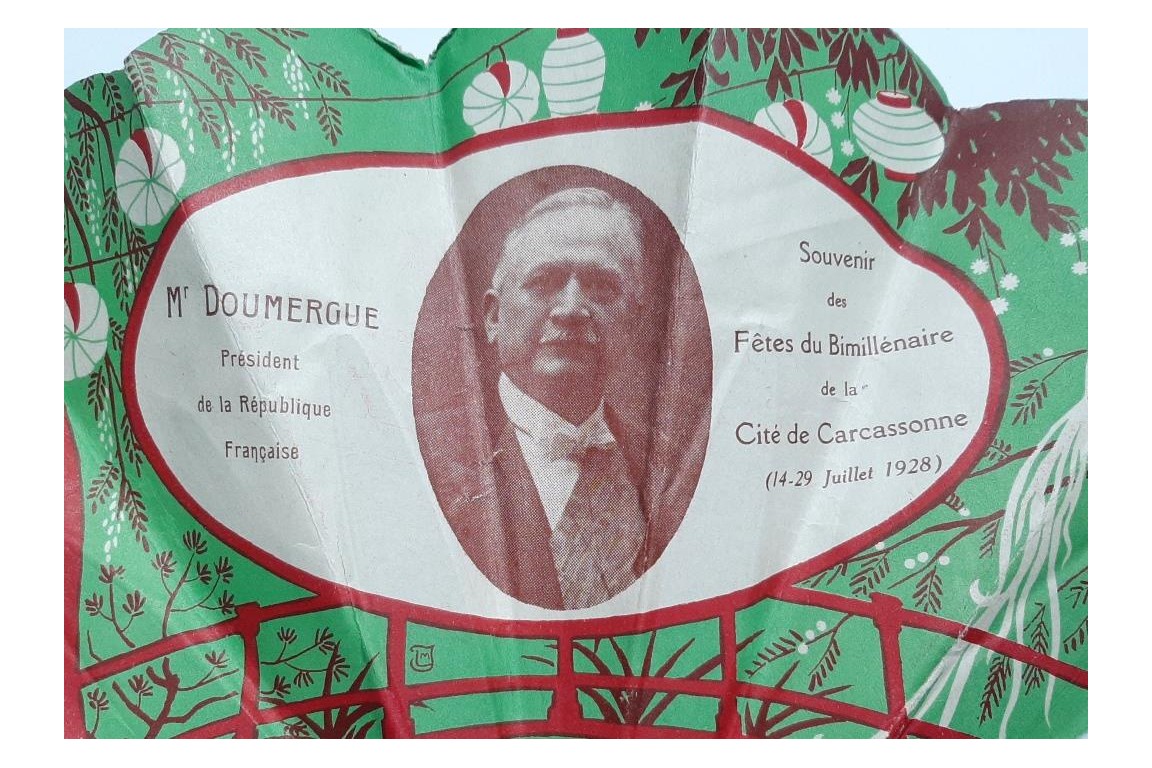 Mr DOUMERGUE
Président
de la République
Française
Souvenir
des
Fêtes du Bimillénaire
de la
Cité de Carcassonne
(14-29 Juillet 1928)